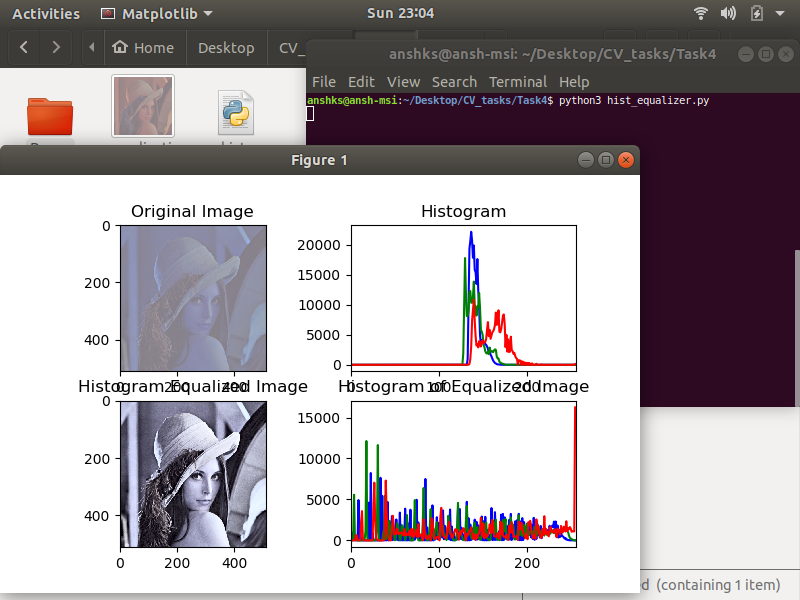 Activities Matplotlib Sun 23:04
Home Desktop CV_
anshks@ansh-msi: ~/Desktop/CV_tasks/Task4
File Edit View Search Terminal Help
anshks@ansh-msi:~/Desktop/CV_tasks/Task4$ python3 hist_equalizer.py
Figure 1
Original Image
0
200
400
0 200 400
Histogram
20000
15000
10000
5000
0
0 100 200
Histogram Equalized Image
0
200
400
0 200 400
Histogram of Equalized Image
15000
10000
5000
0
0 100 200
(containing 1 item)